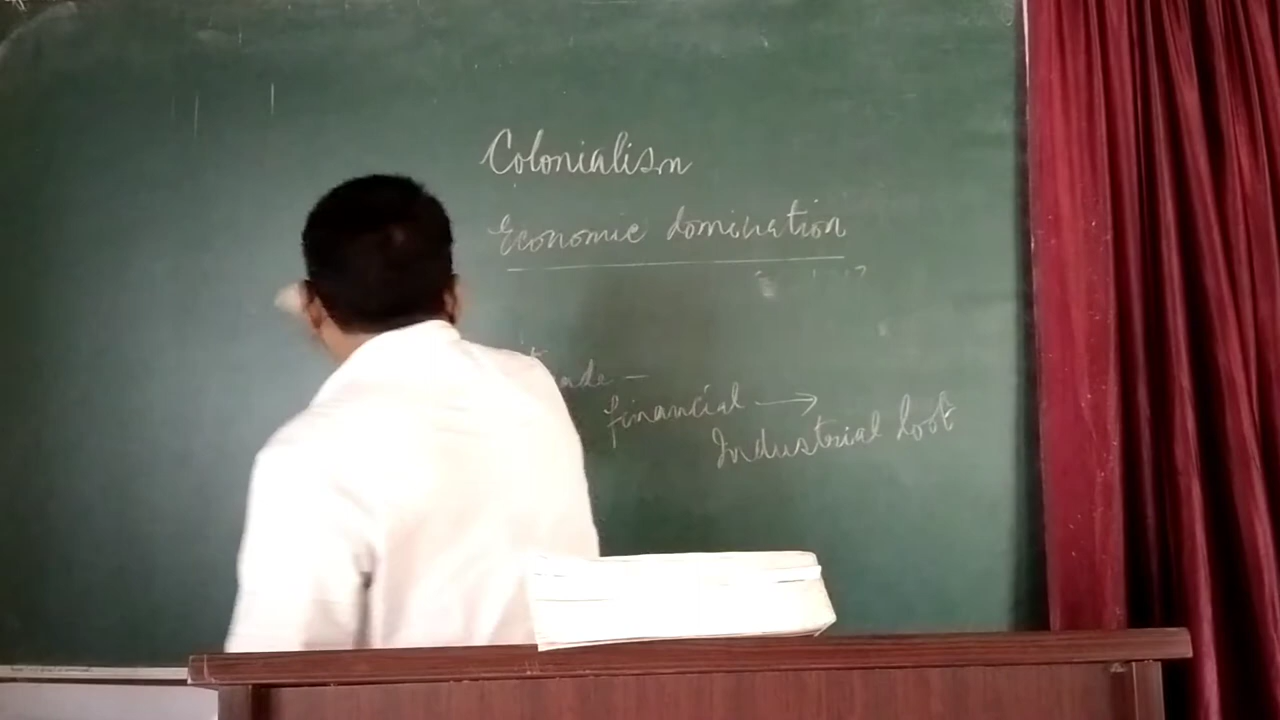 Colonialism
Economic domination
financial →
Industrial loot